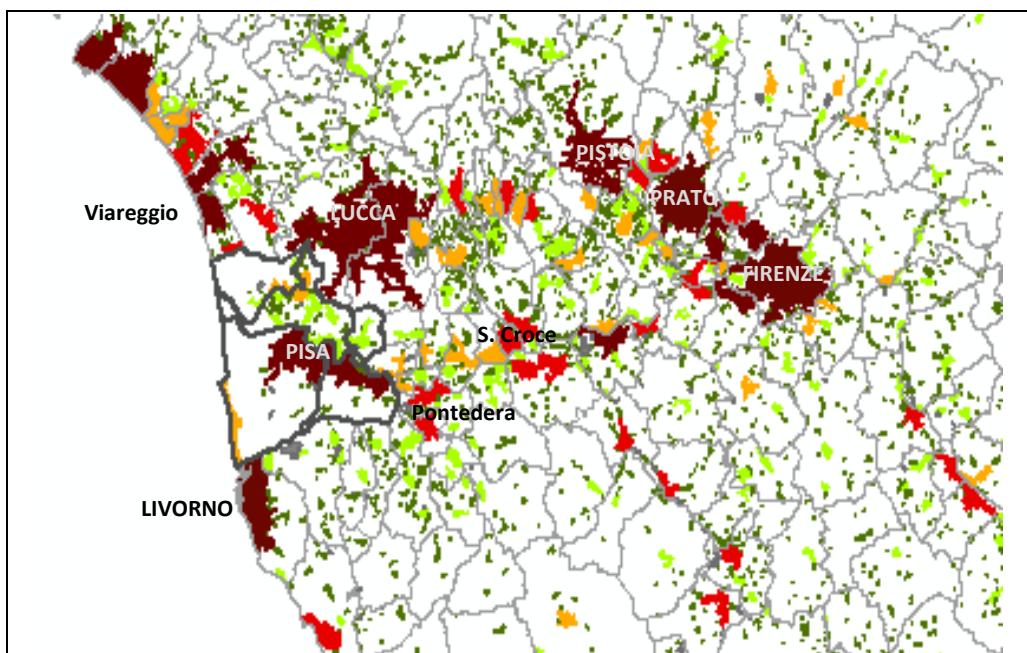 PISTOIA
PRATO
Viareggio
LUCCA
FIRENZE
S. Croce
PISA
Pontedera
LIVORNO